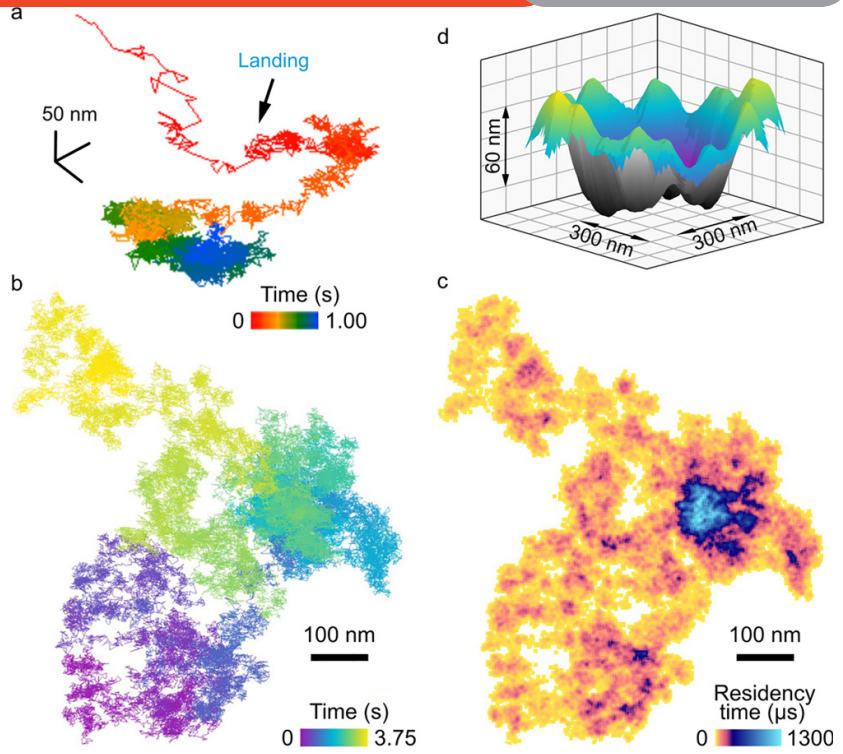 a
Landing
50 nm
Time (s)
0 1.00
d
60 nm
300 nm 300 nm
b
100 nm
Time (s)
0 3.75
c
100 nm
Residency
time (µs)
0 1300